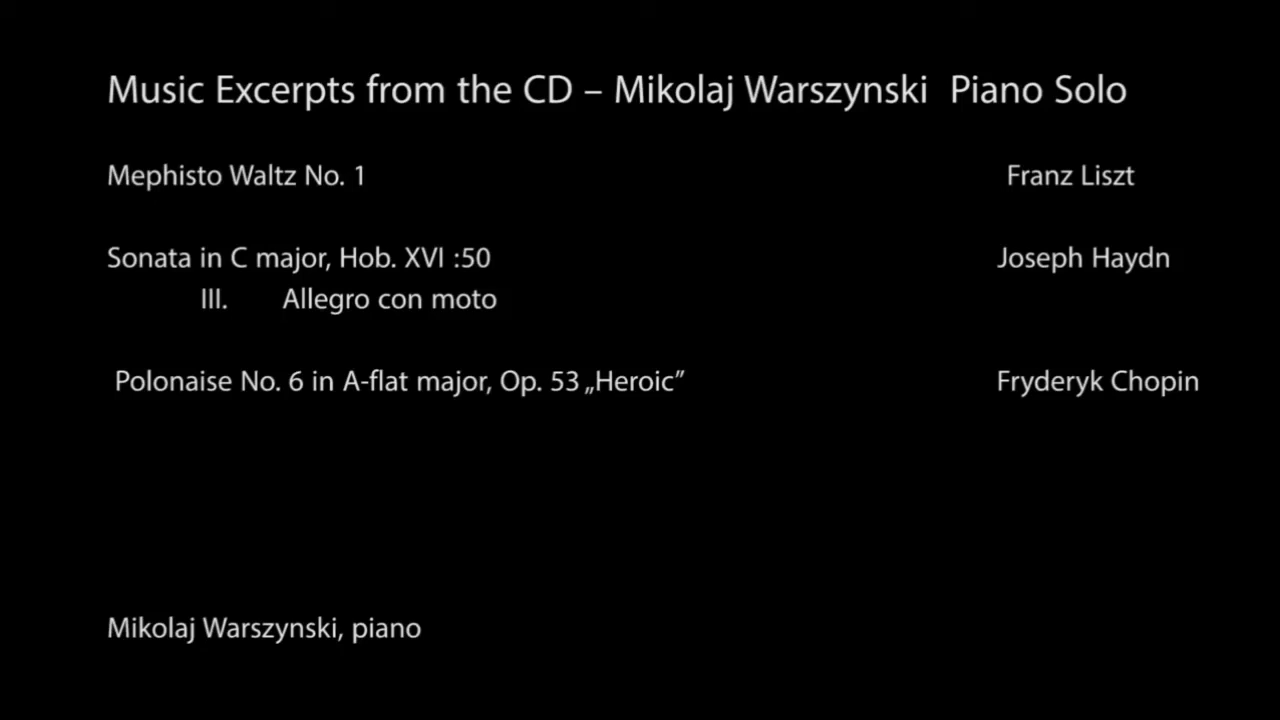 Music Excerpts from the CD – Mikolaj Warszynski Piano Solo
Mephisto Waltz No. 1 Franz Liszt
Sonata in C major, Hob. XVI :50 Joseph Haydn
III. Allegro con moto
Polonaise No. 6 in A-flat major, Op. 53 „Heroic” Fryderyk Chopin
Mikolaj Warszynski, piano